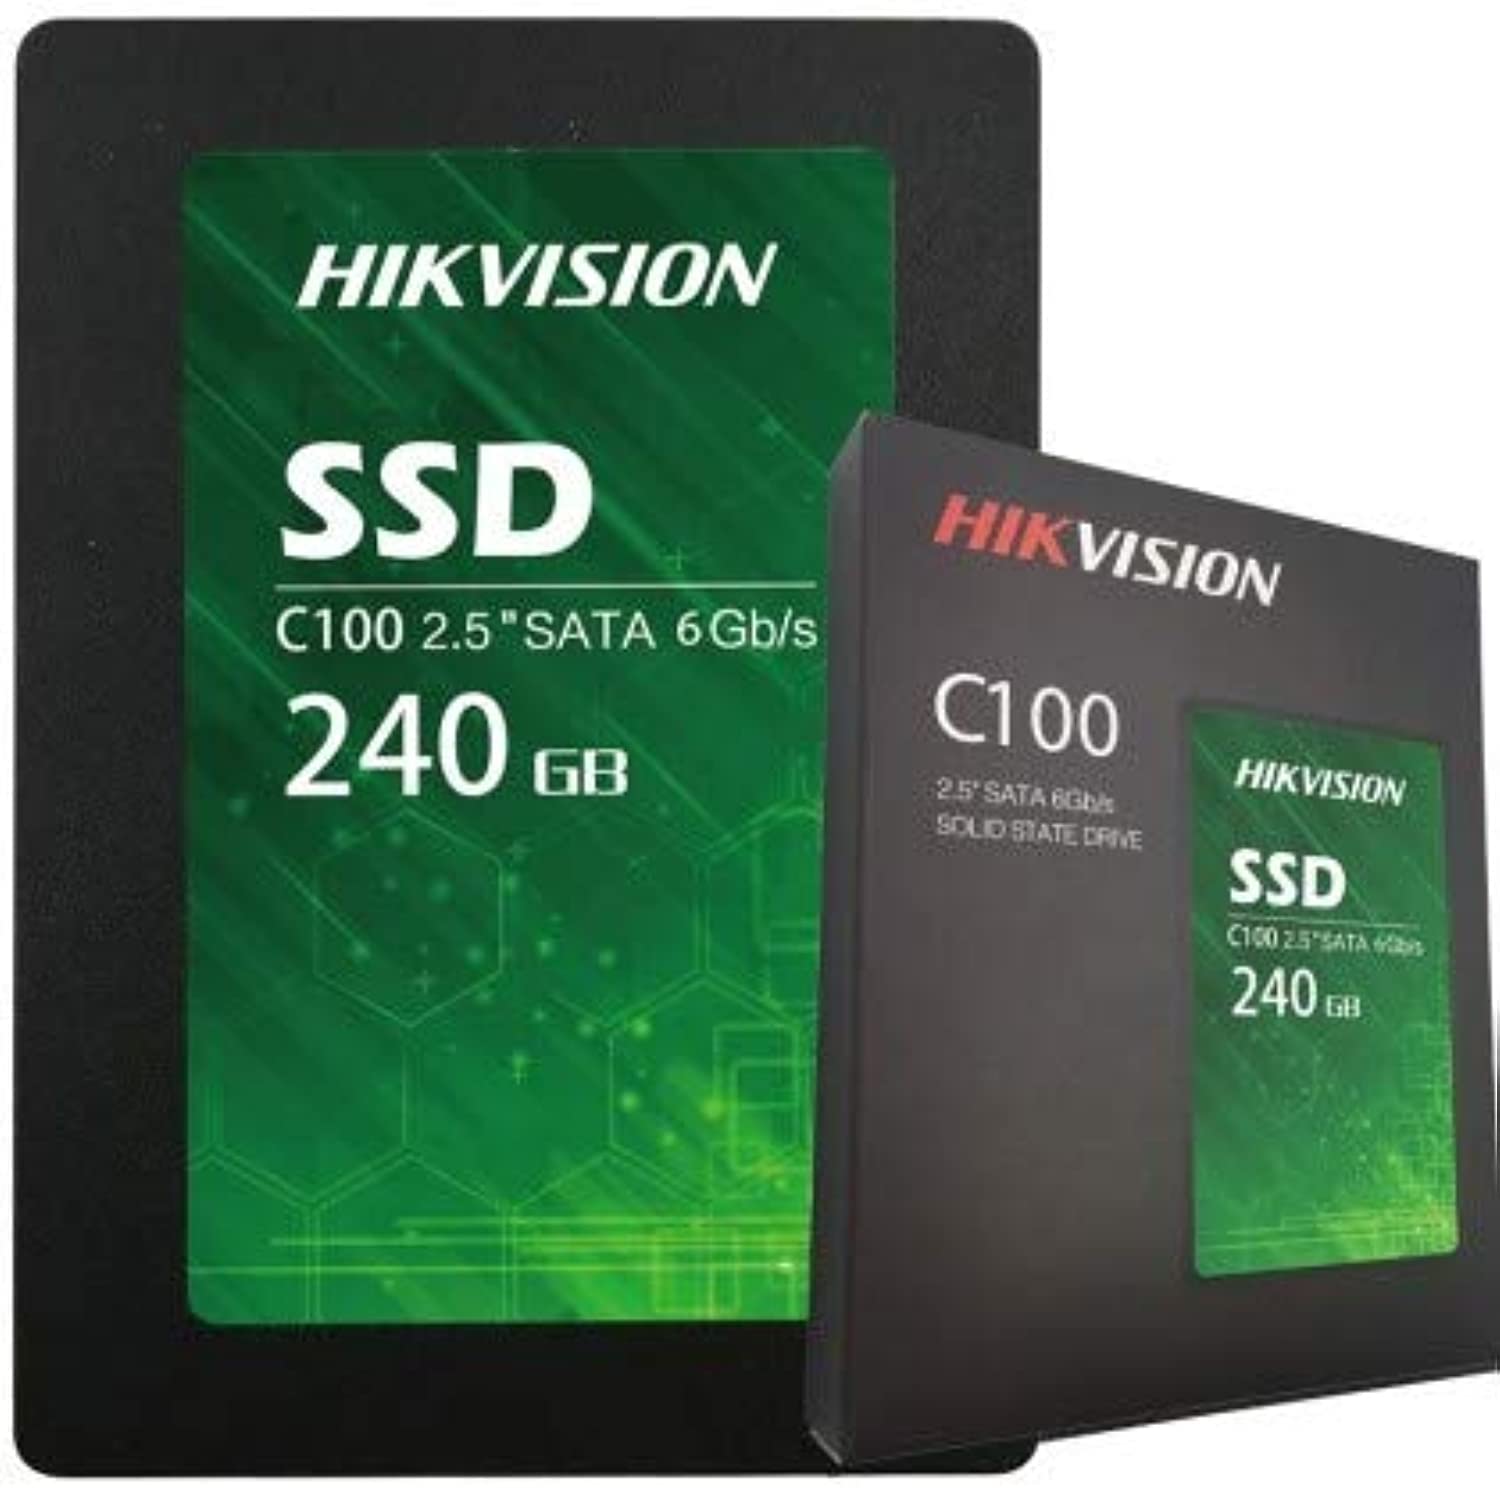 HIKVISION
SSD
C100 2.5" SATA 6Gb/s
240 GB
HIKVISION
C100
2.5" SATA 6Gb/s
SOLID STATE DRIVE
HIKVISION
SSD
C100 2.5" SATA 6Gb/s
240 GB